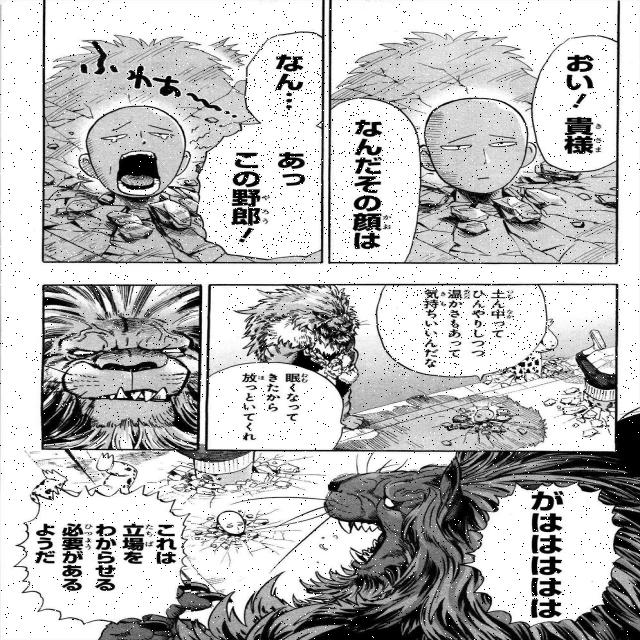 おい！貴様
なんだその顔は
なん…
あっ
この野郎！
ふわあ〜〜…
土ん中って
ひんやりしつつ
温かさもあって
気持ちいいんだな
眠くなって
きたから
放っといてくれ
がははははは
これは
立場を
わからせる
必要がある
ようだ